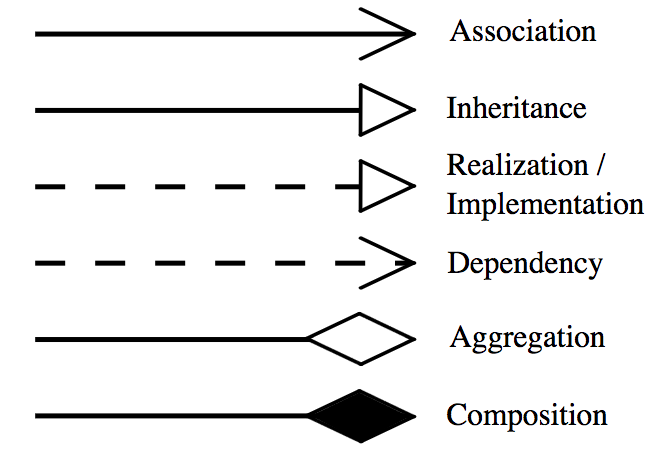 Association
Inheritance
Realization /
Implementation
Dependency
Aggregation
Composition